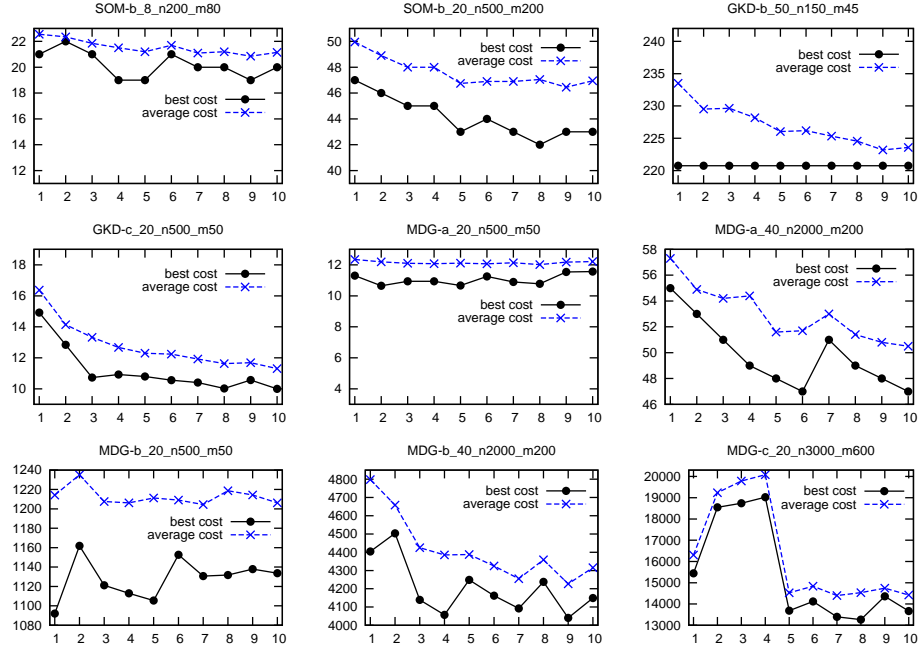 SOM-b_8_n200_m80
22
20
18
16
14
12
best cost
average cost
1 2 3 4 5 6 7 8 9 10
SOM-b_20_n500_m200
50
48
46
44
42
40
best cost
average cost
1 2 3 4 5 6 7 8 9 10
GKD-b_50_n150_m45
240
235
230
225
220
best cost
average cost
1 2 3 4 5 6 7 8 9 10
GKD-c_20_n500_m50
18
16
14
12
10
best cost
average cost
1 2 3 4 5 6 7 8 9 10
MDG-a_20_n500_m50
12
10
8
6
4
best cost
average cost
1 2 3 4 5 6 7 8 9 10
MDG-a_40_n2000_m200
58
56
54
52
50
48
46
best cost
average cost
1 2 3 4 5 6 7 8 9 10
MDG-b_20_n500_m50
1240
1220
1200
1180
1160
1140
1120
1100
1080
best cost
average cost
1 2 3 4 5 6 7 8 9 10
MDG-b_40_n2000_m200
4800
4700
4600
4500
4400
4300
4200
4100
4000
best cost
average cost
1 2 3 4 5 6 7 8 9 10
MDG-c_20_n3000_m600
20000
19000
18000
17000
16000
15000
14000
13000
best cost
average cost
1 2 3 4 5 6 7 8 9 10